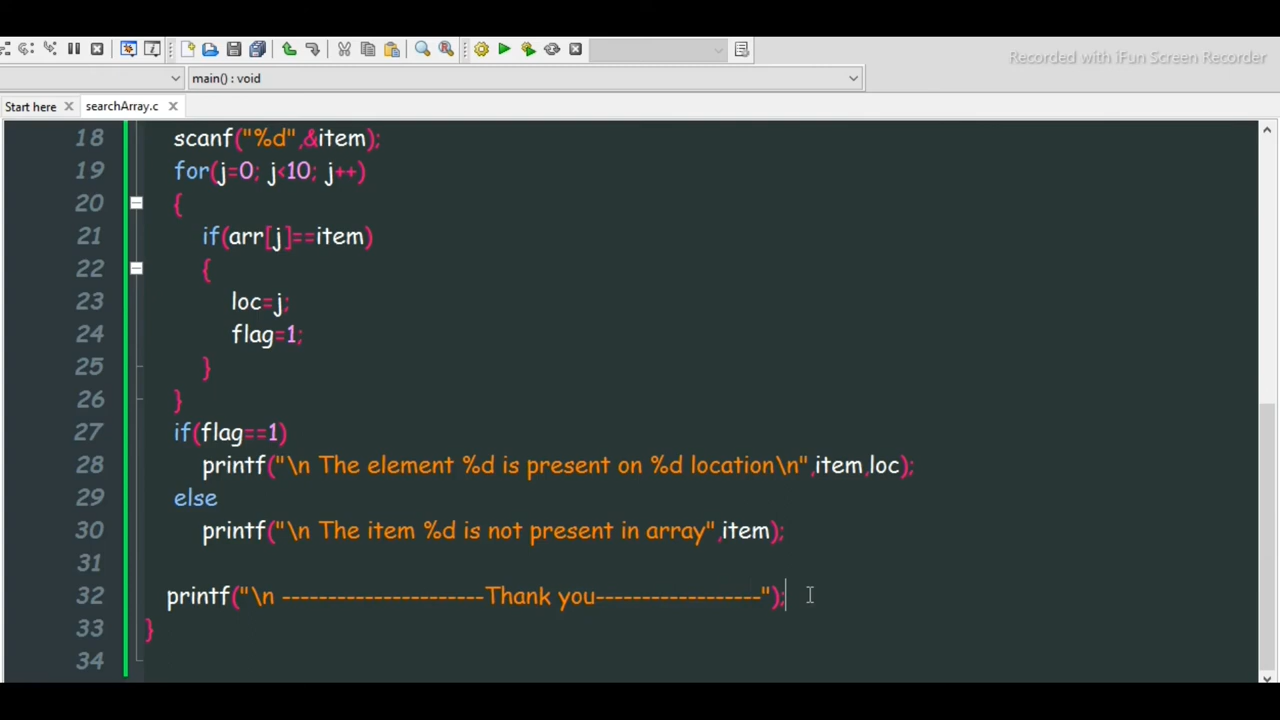 Recorded with iFun Screen Recorder
main() : void
Start here
searchArray.c
18 scanf("%d",&item);
19 for(j=0; j<10; j++)
20 {
21 if(arr[j]==item)
22 {
23 loc=j;
24 flag=1;
25 }
26 }
27 if(flag==1)
28 printf("\n The element %d is present on %d location\n",item,loc);
29 else
30 printf("\n The item %d is not present in array",item);
31
32 printf("\n ----------------------Thank you------------------");
33 }
34